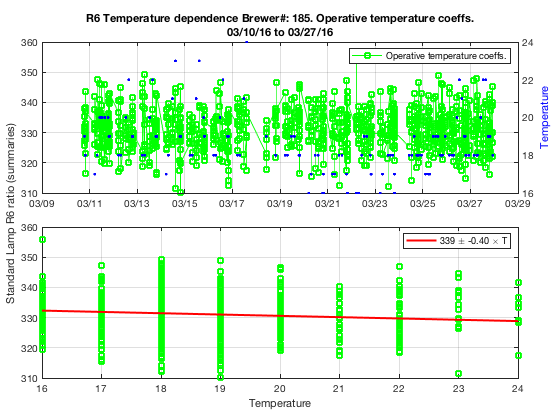 R6 Temperature dependence Brewer#: 185. Operative temperature coeffs.
03/10/16 to 03/27/16
360
350
340
330
320
310
24
22
20
18
16
Operative temperature coeffs.
03/09 03/11 03/13 03/15 03/17 03/19 03/21 03/23 03/25 03/27 03/29
Temperature
Standard Lamp R6 ratio (summaries)
360
350
340
330
320
310
339 ± -0.40 × T
16 17 18 19 20 21 22 23 24
Temperature